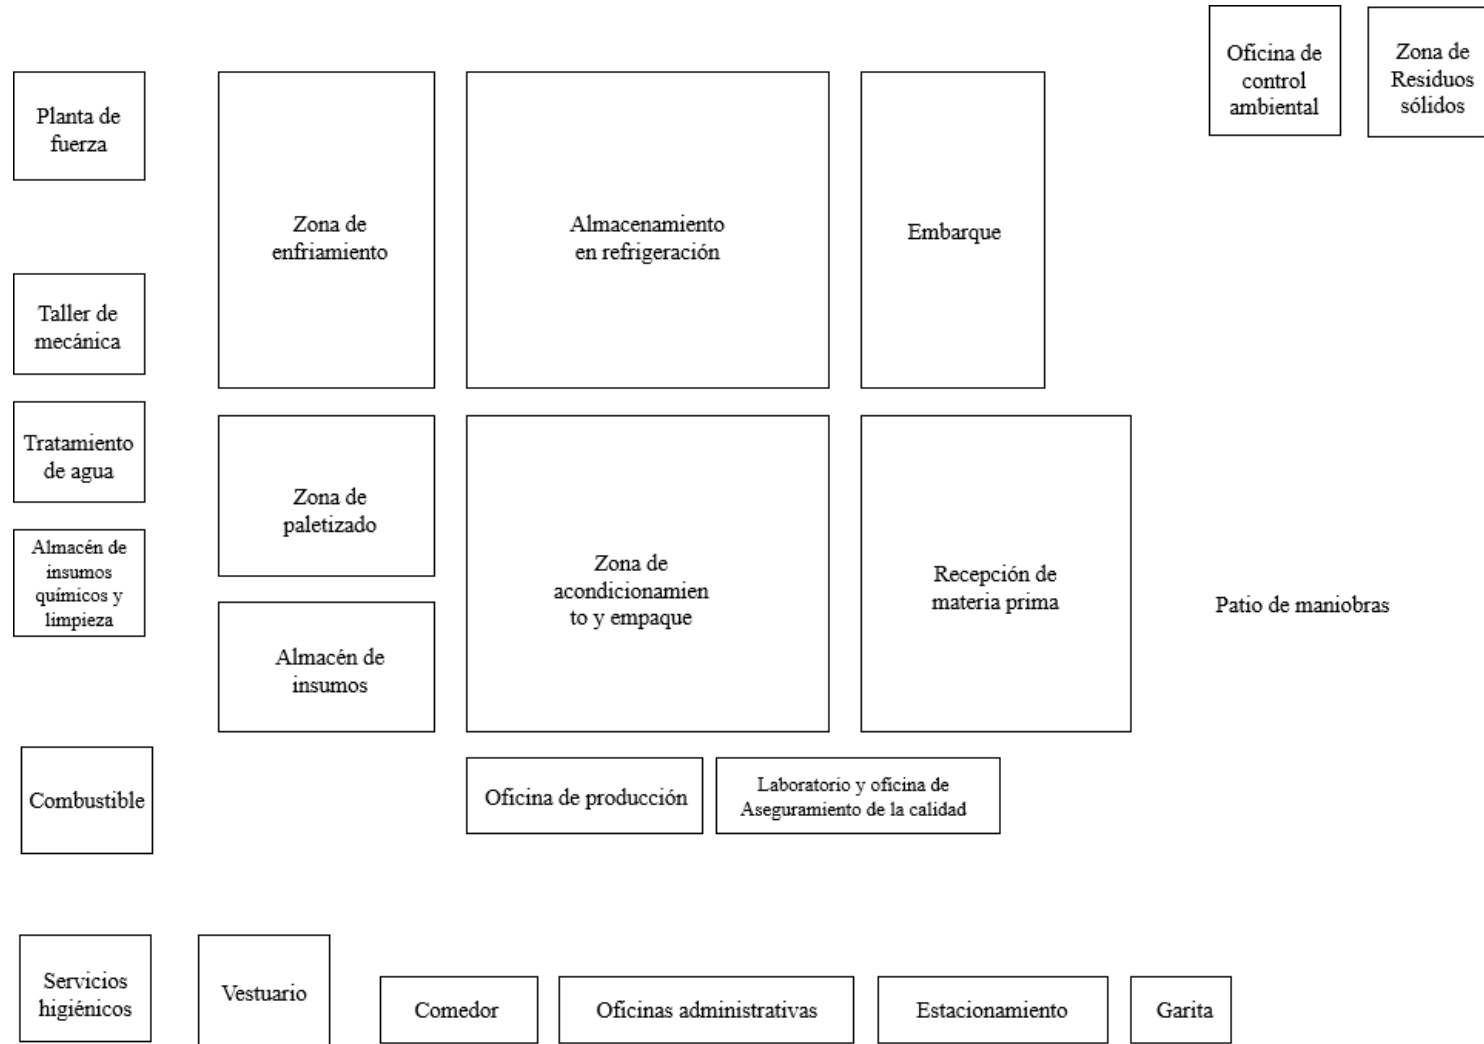 Oficina de
control
ambiental
Zona de
Residuos
sólidos
Planta de
fuerza
Zona de
enfriamiento
Almacenamiento
en refrigeración
Embarque
Taller de
mecánica
Tratamiento
de agua
Zona de
paletizado
Zona de
acondicionamien
to y empaque
Recepción de
materia prima
Patio de maniobras
Almacén de
insumos
químicos y
limpieza
Almacén de
insumos
Combustible
Oficina de producción
Laboratorio y oficina de
Aseguramiento de la calidad
Servicios
higiénicos
Vestuario
Comedor
Oficinas administrativas
Estacionamiento
Garita